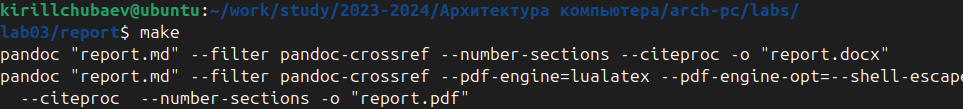 kirillchubaev@ubuntu:~/work/study/2023-2024/Архитектура компьютера/arch-pc/labs/
lab03/report$ make
pandoc "report.md" --filter pandoc-crossref --number-sections --citeproc -o "report.docx"
pandoc "report.md" --filter pandoc-crossref --pdf-engine=lualatex --pdf-engine-opt=--shell-escape
--citeproc  --number-sections -o "report.pdf"